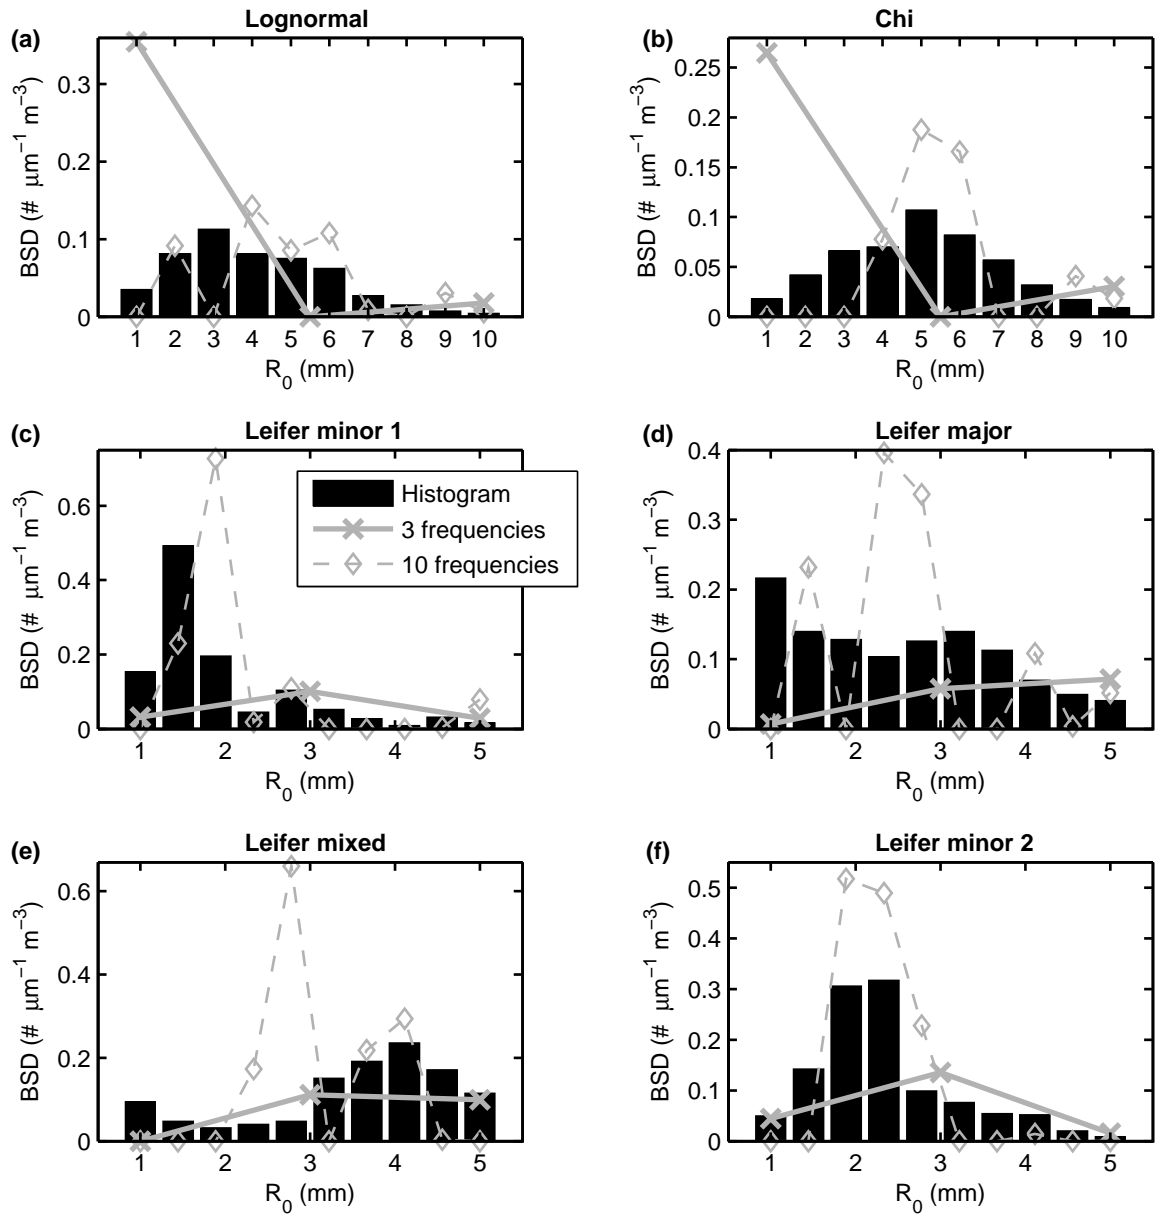 (a)
Lognormal
BSD (# μm⁻¹ m⁻³)
0.3
0.2
0.1
0
1 2 3 4 5 6 7 8 9 10
R₀ (mm)
(b)
Chi
BSD (# μm⁻¹ m⁻³)
0.25
0.2
0.15
0.1
0.05
0
1 2 3 4 5 6 7 8 9 10
R₀ (mm)
(c)
Leifer minor 1
BSD (# μm⁻¹ m⁻³)
0.6
0.4
0.2
0
1 2 3 4 5
R₀ (mm)
Histogram
3 frequencies
10 frequencies
(d)
Leifer major
BSD (# μm⁻¹ m⁻³)
0.4
0.3
0.2
0.1
0
1 2 3 4 5
R₀ (mm)
(e)
Leifer mixed
BSD (# μm⁻¹ m⁻³)
0.6
0.4
0.2
0
1 2 3 4 5
R₀ (mm)
(f)
Leifer minor 2
BSD (# μm⁻¹ m⁻³)
0.5
0.4
0.3
0.2
0.1
0
1 2 3 4 5
R₀ (mm)